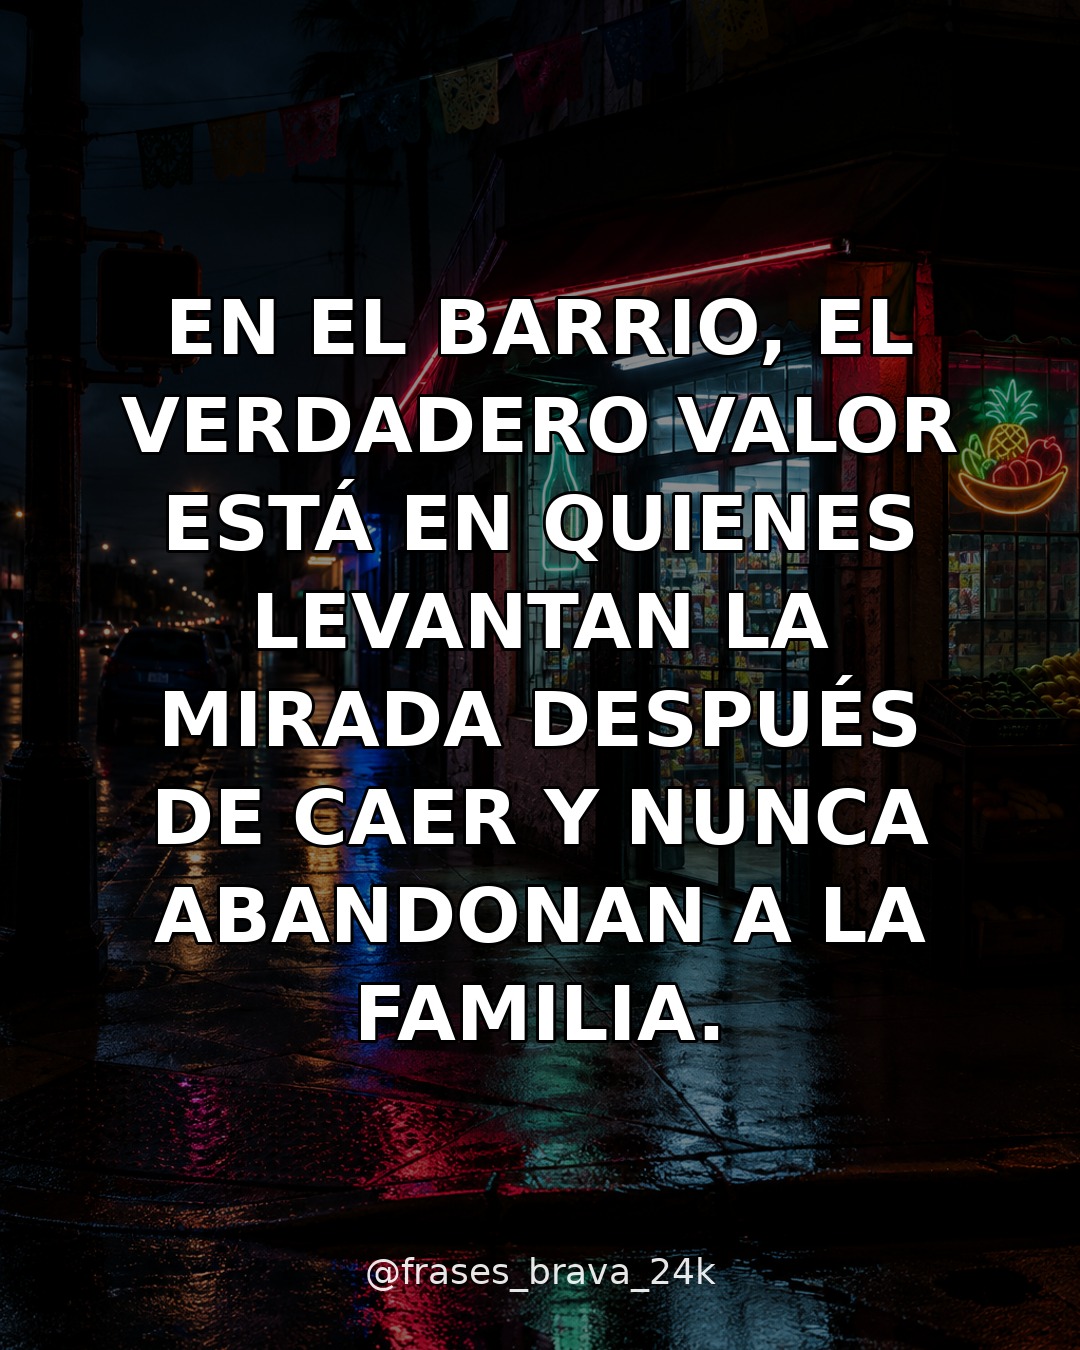 EN EL BARRIO, EL
VERDADERO VALOR
ESTÁ EN QUIENES
LEVANTAN LA
MIRADA DESPUÉS
DE CAER Y NUNCA
ABANDONAN A LA
FAMILIA.
@frases_brava_24k